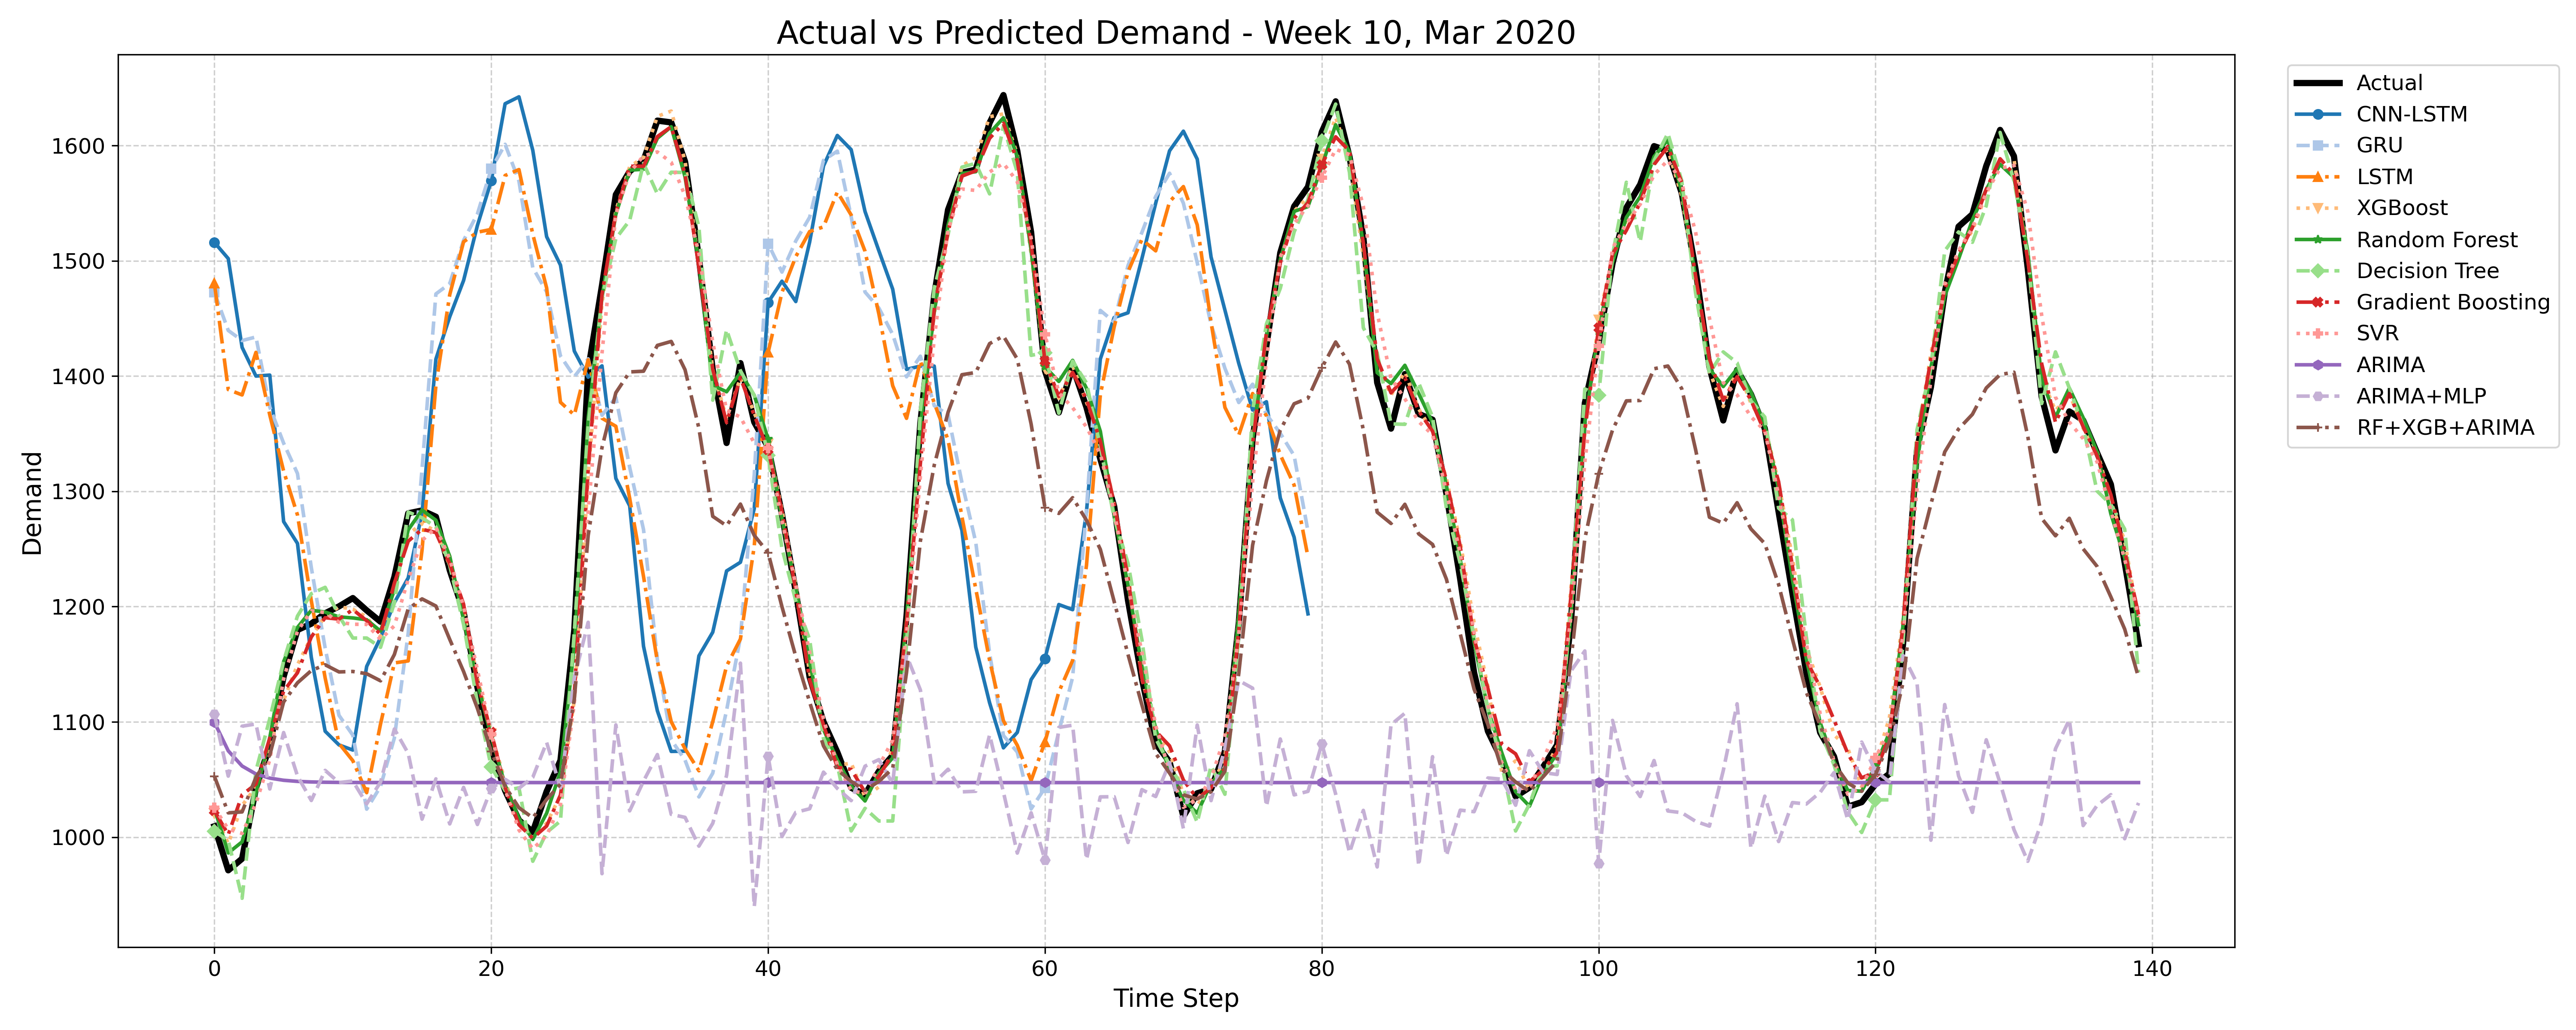 Actual vs Predicted Demand - Week 10, Mar 2020
Demand
1600
1500
1400
1300
1200
1100
1000
0 20 40 60 80 100 120 140
Time Step
Actual
CNN-LSTM
GRU
LSTM
XGBoost
Random Forest
Decision Tree
Gradient Boosting
SVR
ARIMA
ARIMA+MLP
RF+XGB+ARIMA